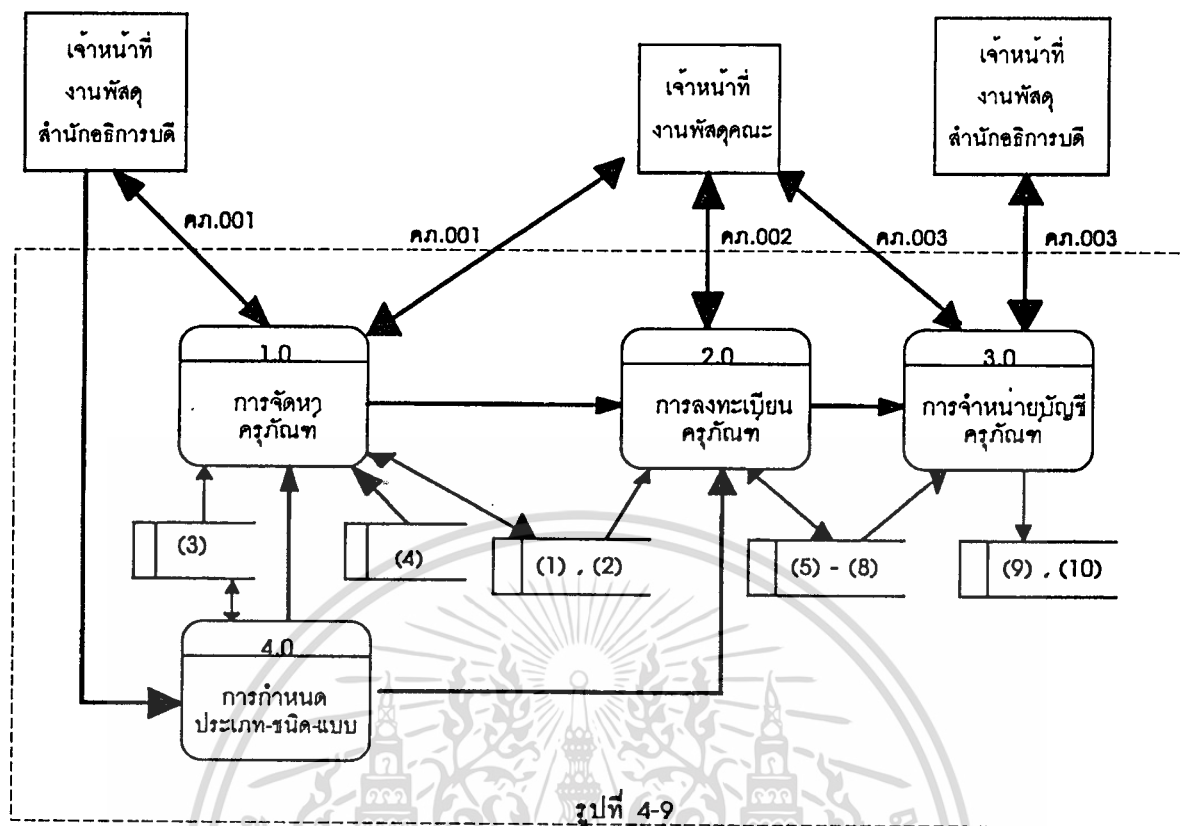 เจ้าหน้าที่
งานพัสดุ
สำนักอธิการบดี
เจ้าหน้าที่
งานพัสดุคณะ
เจ้าหน้าที่
งานพัสดุ
สำนักอธิการบดี
คภ.001
คภ.001
คภ.002
คภ.003
คภ.003
1.0
การจัดหา
ครุภัณฑ์
2.0
การลงทะเบียน
ครุภัณฑ์
3.0
การจำหน่ายบัญชี
ครุภัณฑ์
(3)
(4)
(1) , (2)
(5) - (8)
(9) , (10)
4.0
การกำหนด
ประเภท-ชนิด-แบบ
รูปที่ 4-9